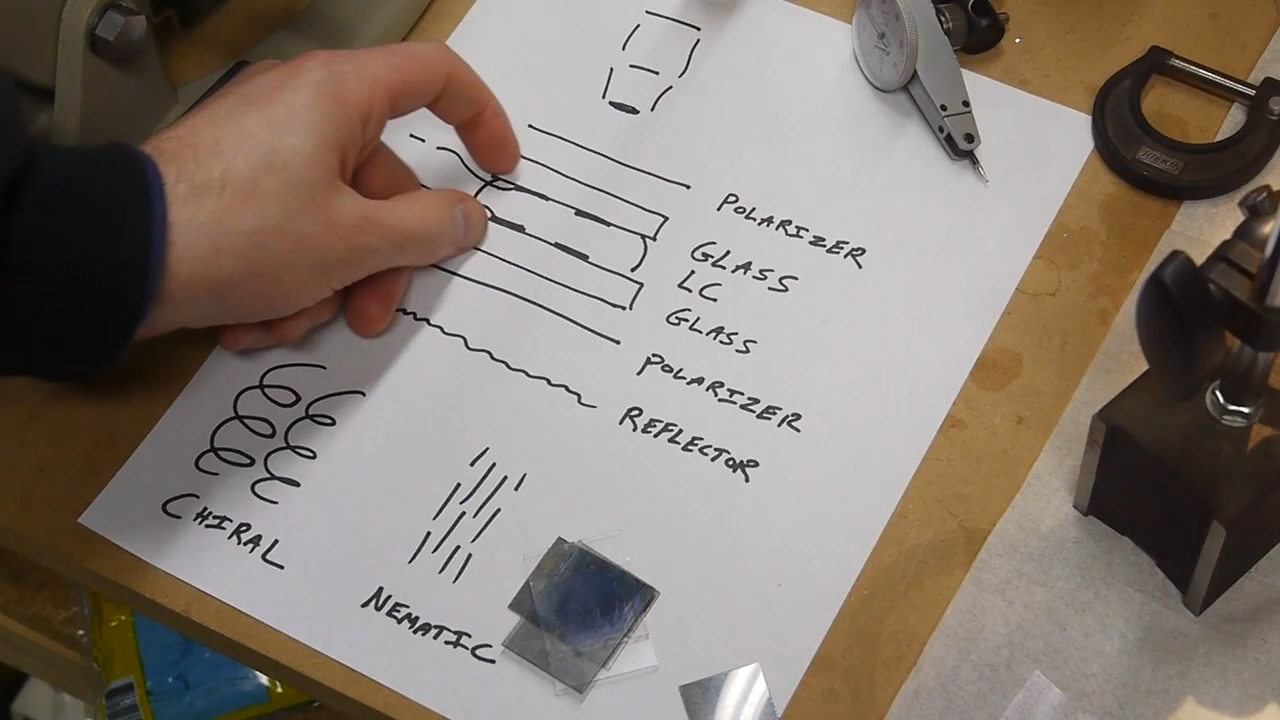 POLARIZER
GLASS
LC
GLASS
POLARIZER
REFLECTOR
CHIRAL
NEMATIC